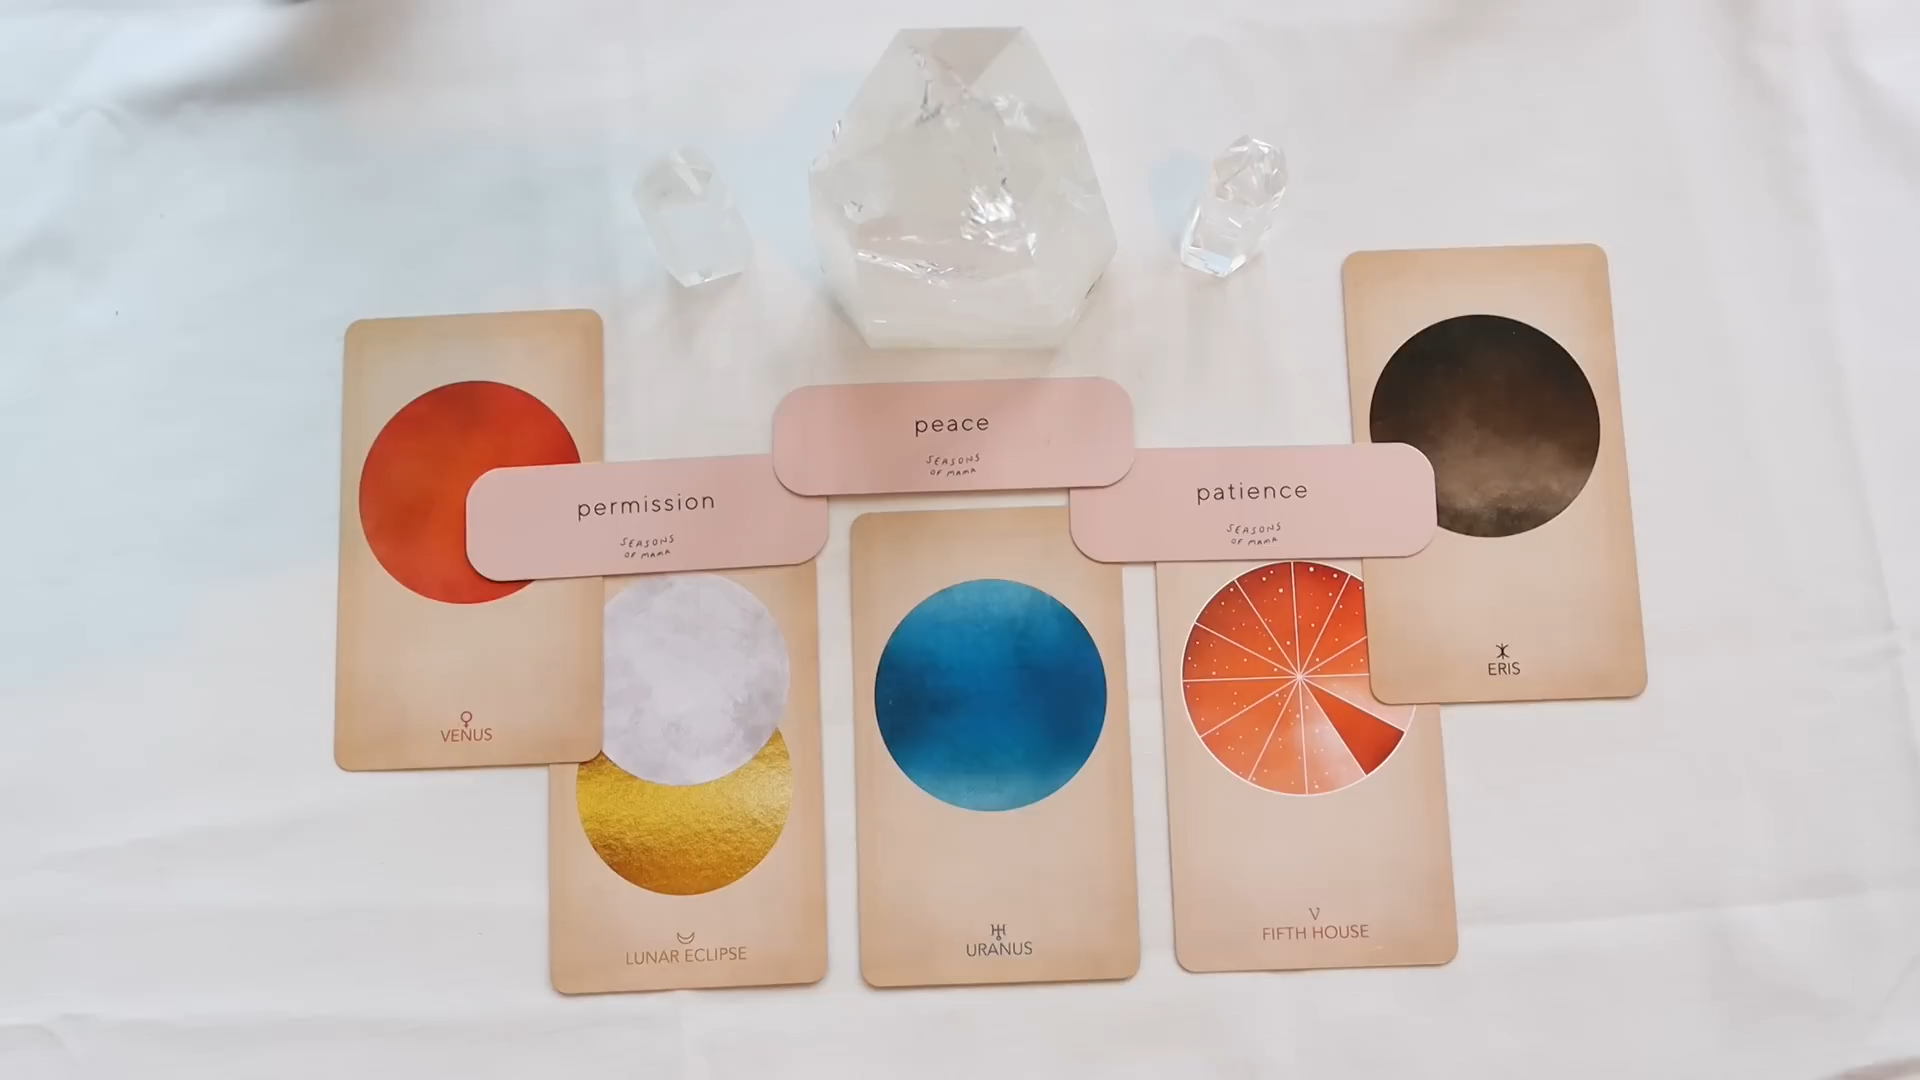 peace
SEASONS
OF MAMA
permission
SEASONS
OF MAMA
patience
SEASONS
OF MAMA
VENUS
LUNAR ECLIPSE
URANUS
V
FIFTH HOUSE
ERIS